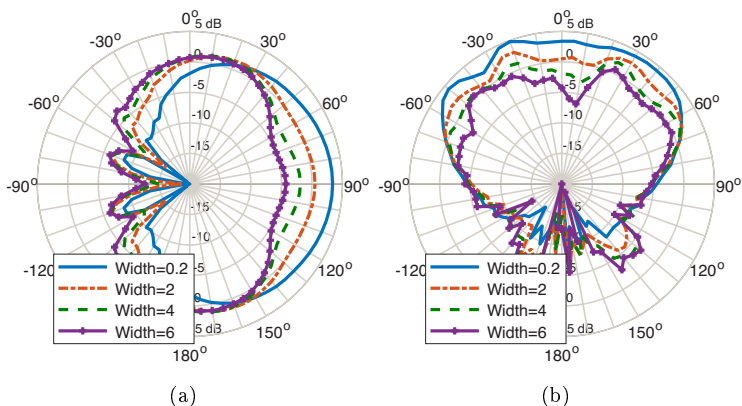 0° 5 dB
-30° 30°
0
-60° -5 60°
-10
-15
-90° 90°
-15
-10
-120 -5 120°
0
5 dB 150°
180°
Width=0.2
Width=2
Width=4
Width=6
(a)
0° 5 dB
-30° 30°
0
-60° -5 60°
-10
-15
-90° 90°
5
-120 120°
0
5 dB 150°
180°
Width=0.2
Width=2
Width=4
Width=6
(b)